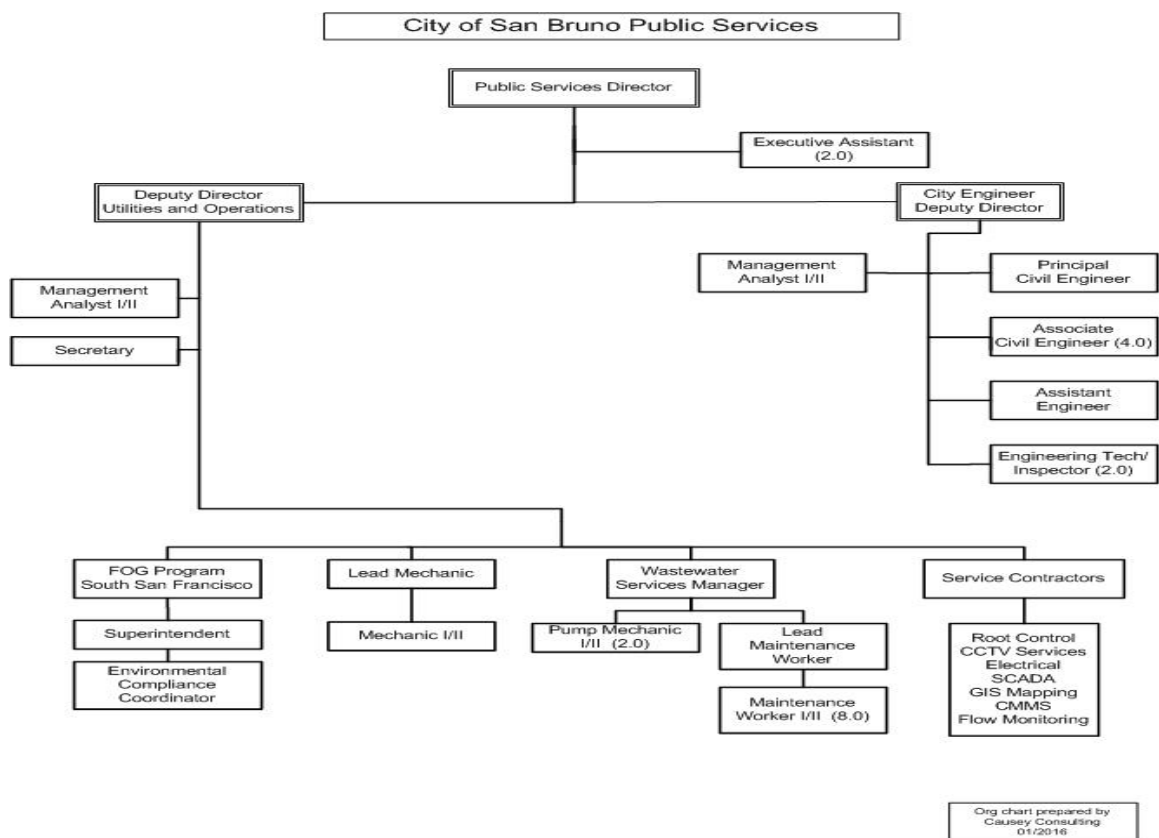 City of San Bruno Public Services
Public Services Director
Executive Assistant
(2.0)
Deputy Director
Utilities and Operations
City Engineer
Deputy Director
Management
Analyst I/II
Secretary
Management
Analyst I/II
Principal
Civil Engineer
Associate
Civil Engineer (4.0)
Assistant
Engineer
Engineering Tech/
Inspector (2.0)
FOG Program
South San Francisco
Superintendent
Environmental
Compliance
Coordinator
Lead Mechanic
Mechanic I/II
Wastewater
Services Manager
Pump Mechanic
I/II (2.0)
Lead
Maintenance
Worker
Maintenance
Worker I/II (8.0)
Service Contractors
Root Control
CCTV Services
Electrical
SCADA
GIS Mapping
CMMS
Flow Monitoring
Org chart prepared by
Causey Consulting
01/2016